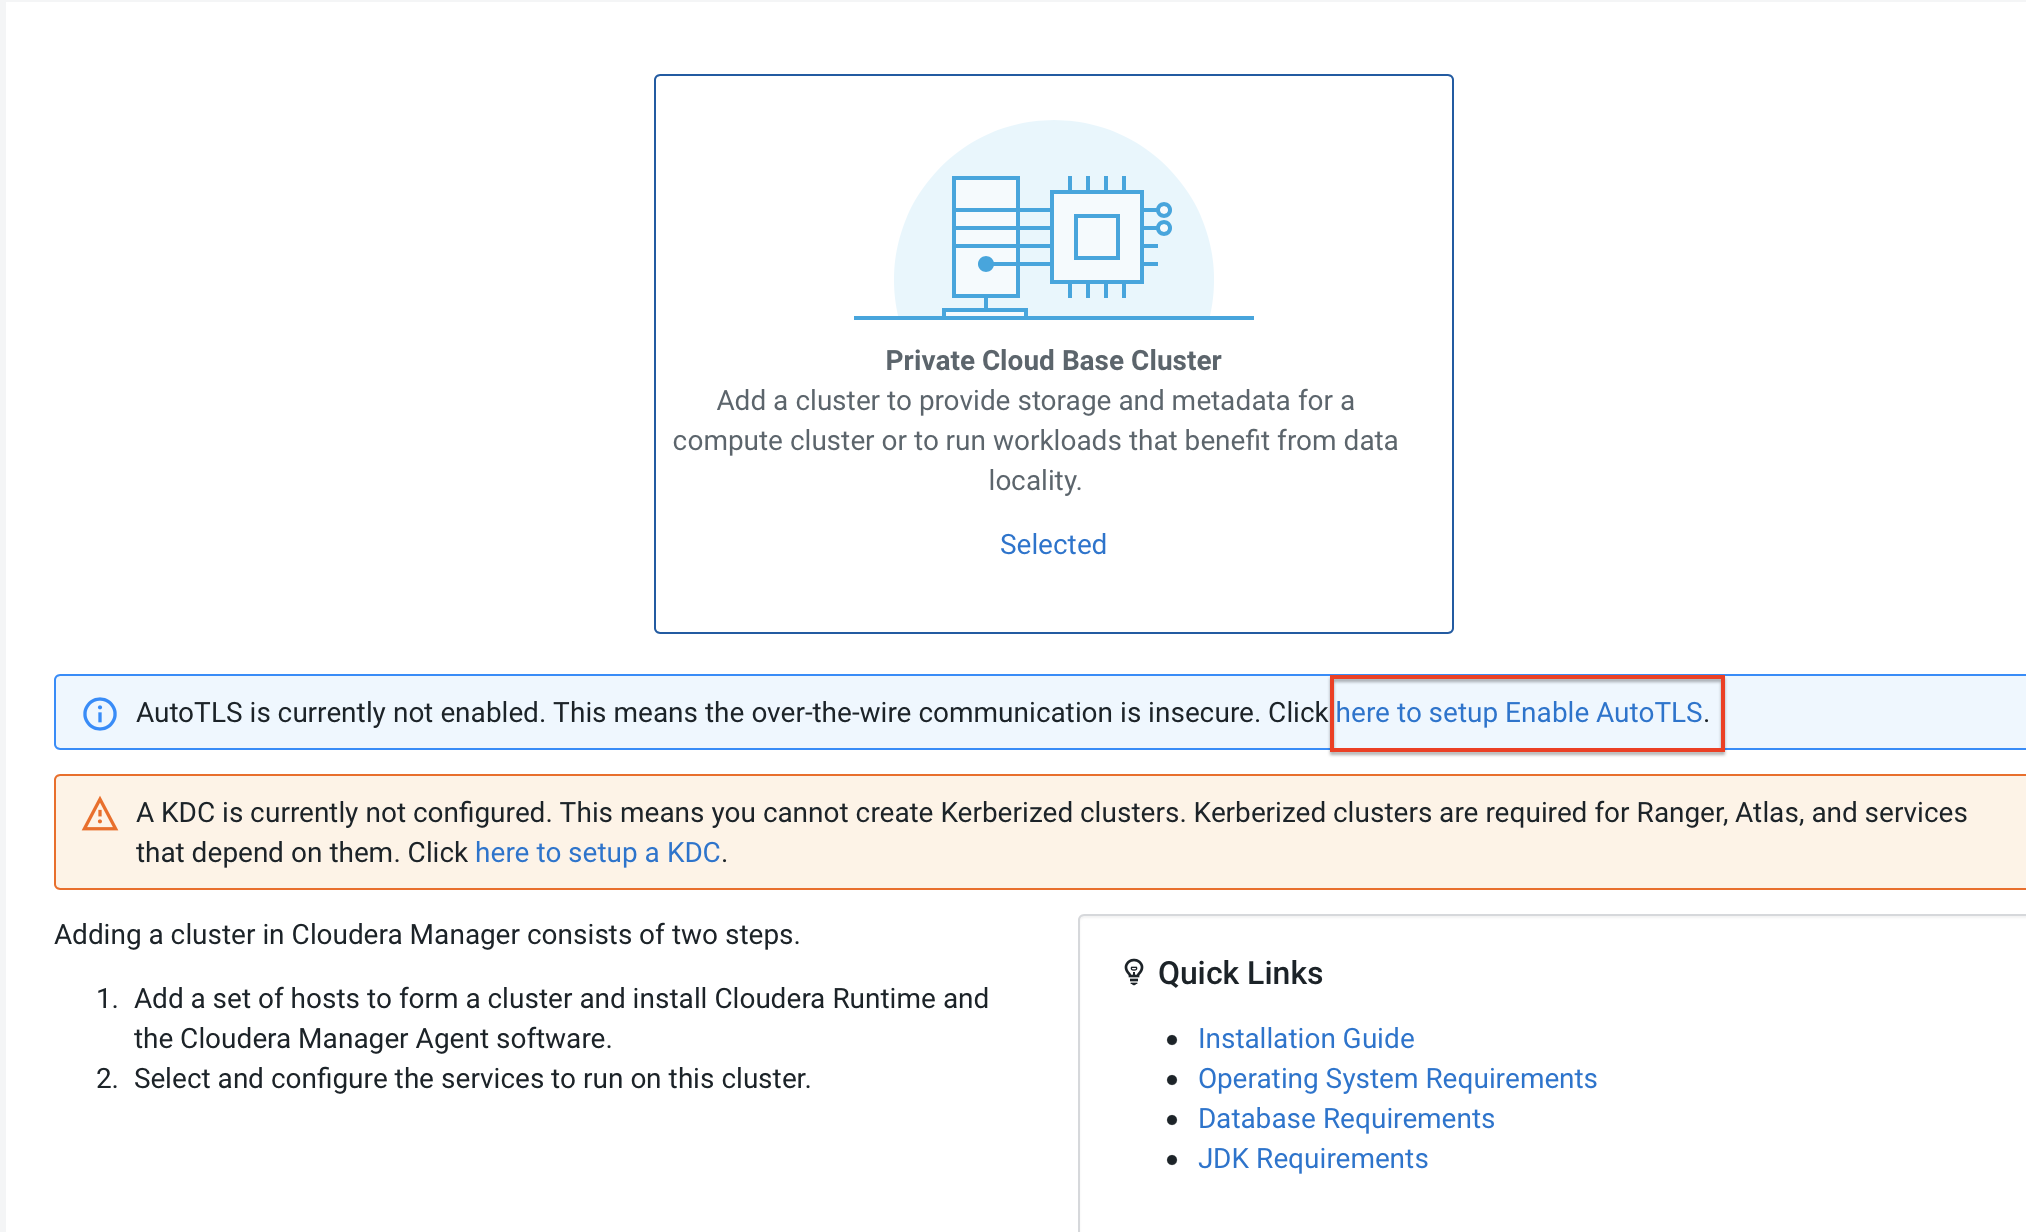 Private Cloud Base Cluster
Add a cluster to provide storage and metadata for a
compute cluster or to run workloads that benefit from data
locality.
Selected
AutoTLS is currently not enabled. This means the over-the-wire communication is insecure. Click here to setup Enable AutoTLS.
A KDC is currently not configured. This means you cannot create Kerberized clusters. Kerberized clusters are required for Ranger, Atlas, and services
that depend on them. Click here to setup a KDC.
Adding a cluster in Cloudera Manager consists of two steps.
1. Add a set of hosts to form a cluster and install Cloudera Runtime and
the Cloudera Manager Agent software.
2. Select and configure the services to run on this cluster.
Quick Links
Installation Guide
Operating System Requirements
Database Requirements
JDK Requirements